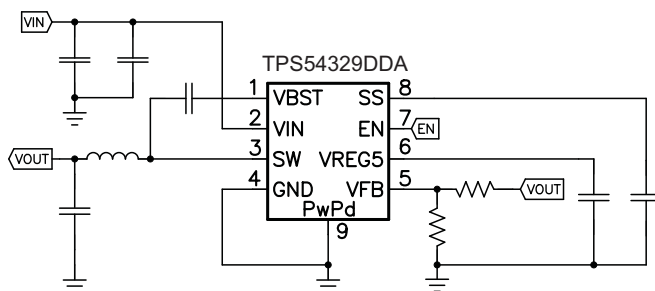 VIN
TPS54329DDA
1 VBST SS 8
2 VIN EN 7 EN
VOUT 3 SW VREG5 6
4 GND VFB 5 VOUT
PwPd
9